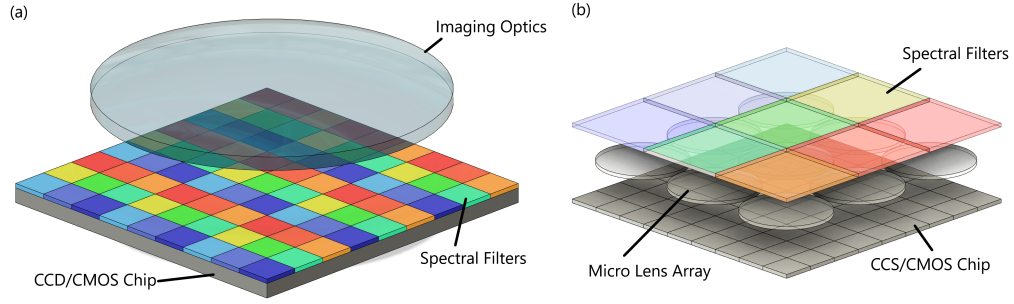 (a)
Imaging Optics
Spectral Filters
CCD/CMOS Chip
(b)
Spectral Filters
Micro Lens Array
CCS/CMOS Chip